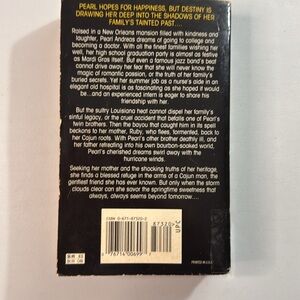 PEARL HOPES FOR HAPPINESS, BUT DESTINY IS
DRAWING HER DEEP INTO THE SHADOWS OF HER
FAMILY'S TAINTED PAST....
Raised in a New Orleans mansion filled with kindness and
laughter, Pearl Andreas dreams of going to college and
becoming a doctor. With all the finest families wishing her
well, her high school graduation party is almost as festive
as Mardi Gras itself. But even a famous jazz band's beat
cannot drive away her fear that she will never know the
magic of romantic passion, or the truth of her family's
buried secrets. Yet her summer job as a nurse's aide in an
elegant old hospital is as fascinating as she hoped it would
be...and an experienced intern is eager to share his
friendship with her.
But the sultry Louisiana heat cannot dispel her family's
sinful legacy, or the cruel accident that befalls one of Pearl's
twin brothers. Then the bayou that caught him in its spell
beckons to her mother, Ruby, who flees, tormented, back to
her Cajun roots. With Pearl's other brother deathly ill, and
her father retreating into his own bourbon-soaked world,
Pearl's cherished dreams swirl away with the
hurricane winds.
Seeking her mother and the shocking truths of her heritage,
she finds a blessed refuge in the arms of a Cajun man, the
gentlest friend she has ever known. But only when the storm
clouds clear can she savor the springtime sweetness that
always, always seems beyond tomorrow...
ISBN 0-671-87320-2
87320
UPC
PRINTED IN U.S.A.